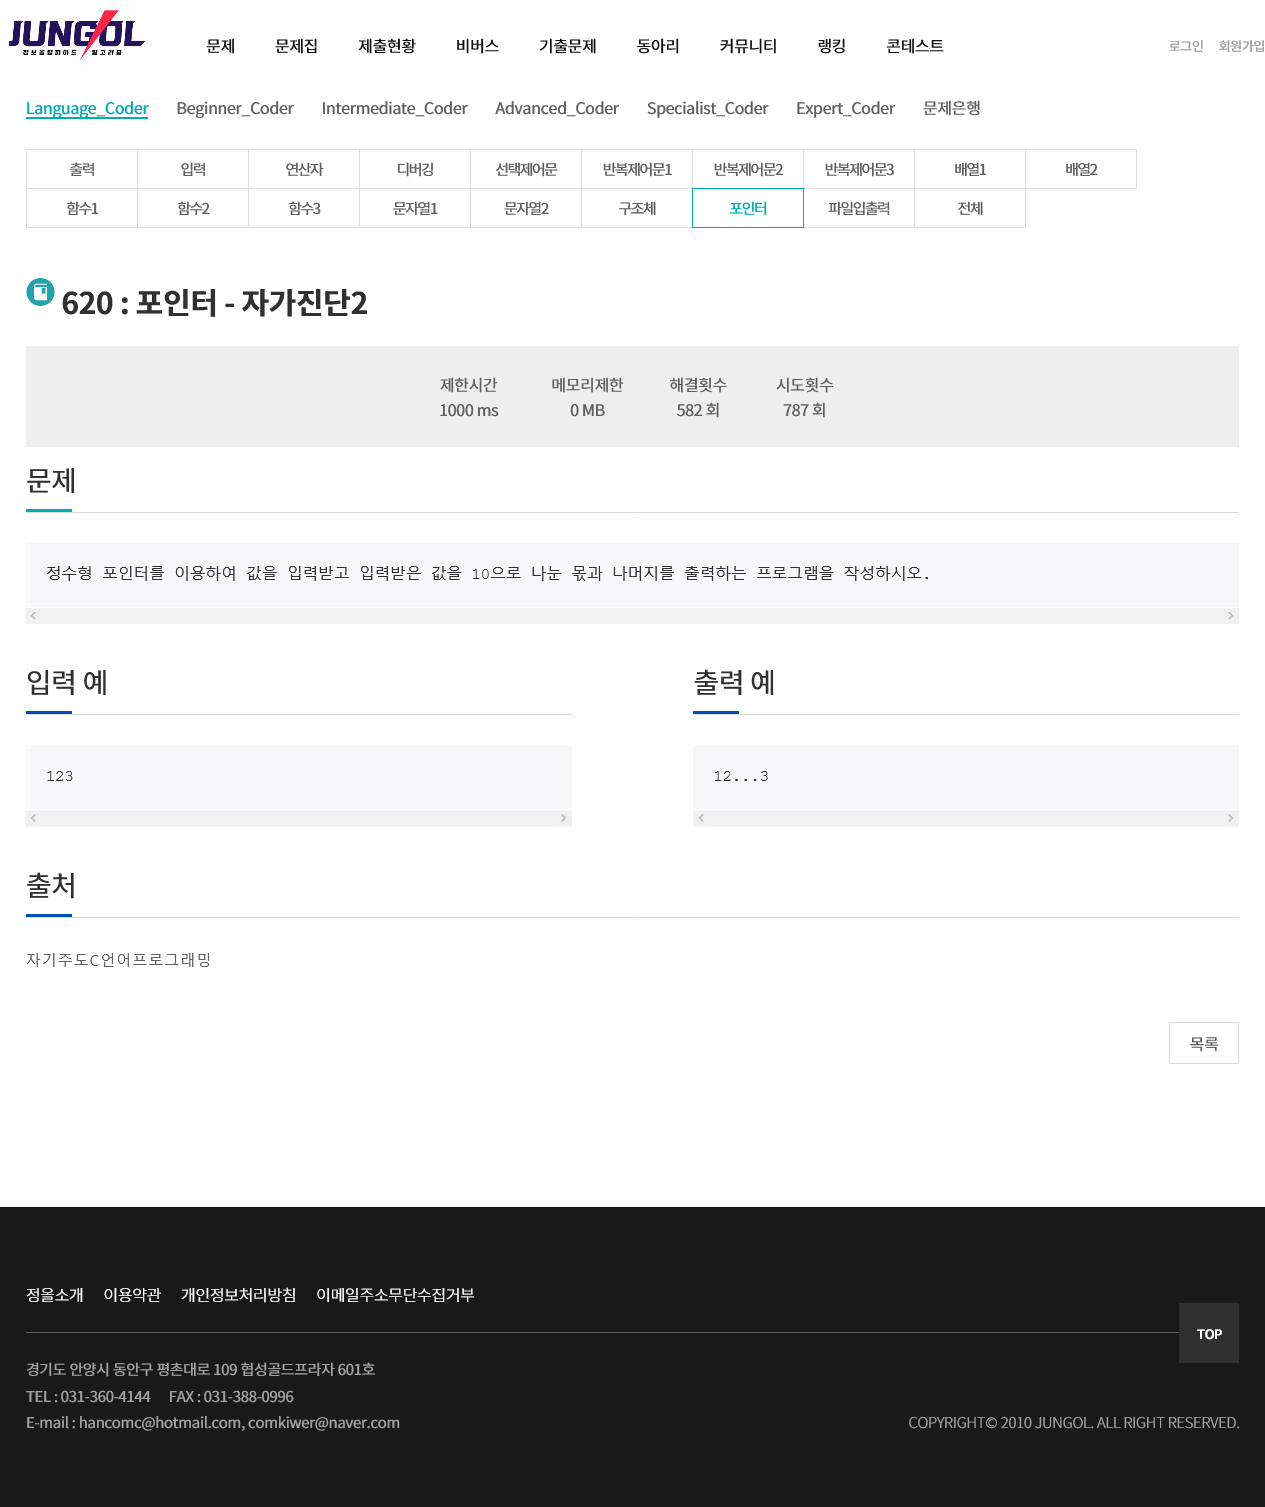 JUNGOL
정보올림피아드 알고리즘
문제 문제집 제출현황 비버스 기출문제 동아리 커뮤니티 랭킹 콘테스트 로그인 회원가입
Language_Coder Beginner_Coder Intermediate_Coder Advanced_Coder Specialist_Coder Expert_Coder 문제은행
출력 입력 연산자 디버깅 선택제어문 반복제어문1 반복제어문2 반복제어문3 배열1 배열2
함수1 함수2 함수3 문자열1 문자열2 구조체 포인터 파일입출력 전체
620 : 포인터 - 자가진단2
제한시간 메모리제한 해결횟수 시도횟수
1000 ms 0 MB 582 회 787 회
문제
정수형 포인터를 이용하여 값을 입력받고 입력받은 값을 10으로 나눈 몫과 나머지를 출력하는 프로그램을 작성하시오.
입력 예 출력 예
123 12...3
출처
자기주도C언어프로그래밍
목록
정올소개 이용약관 개인정보처리방침 이메일주소무단수집거부
TOP
경기도 안양시 동안구 평촌대로 109 협성골드프라자 601호
TEL : 031-360-4144 FAX : 031-388-0996
E-mail : hancomc@hotmail.com, comkiwer@naver.com COPYRIGHT© 2010 JUNGOL. ALL RIGHT RESERVED.